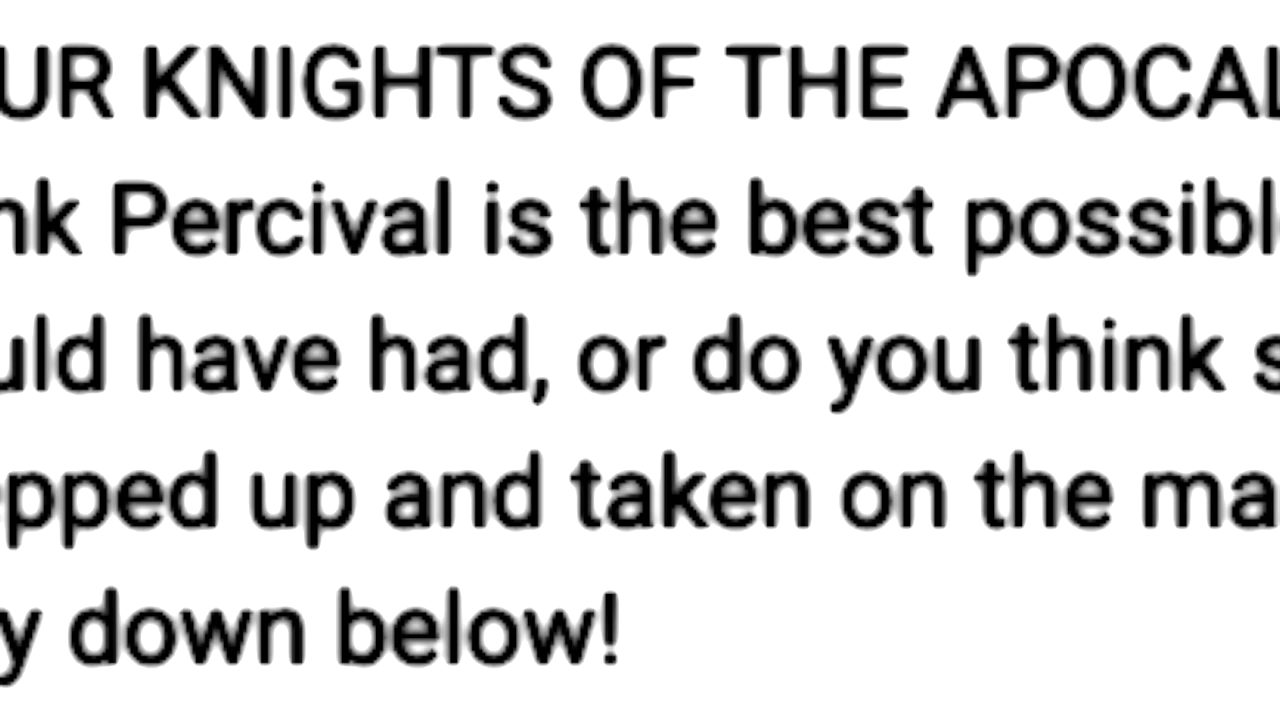 UR KNIGHTS OF THE APOCAL
nk Percival is the best possibl
uld have had, or do you think s
pped up and taken on the ma
y down below!